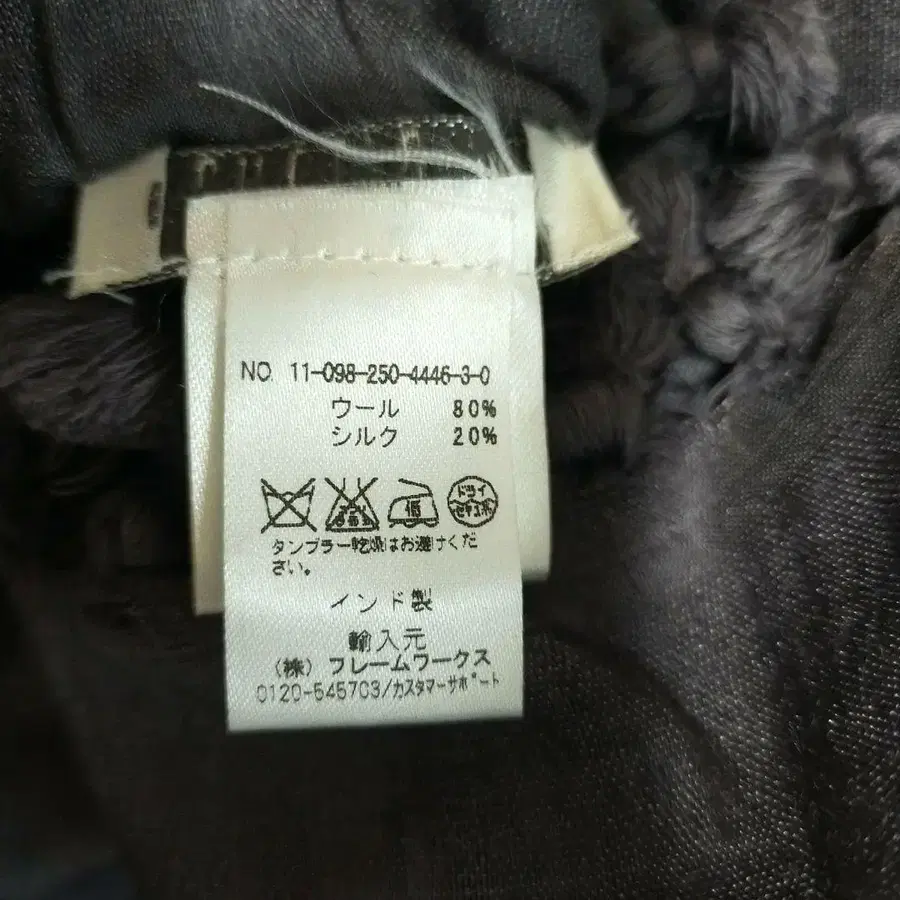 NO. 11-098-250-4446-3-0
ウール 80%
シルク 20%
低 ドライ セキユ系
タンブラー乾燥はお避けくだ
さい。
インド製
輸入元
(株) フレームワークス
0120-545703/カスタマーサポート